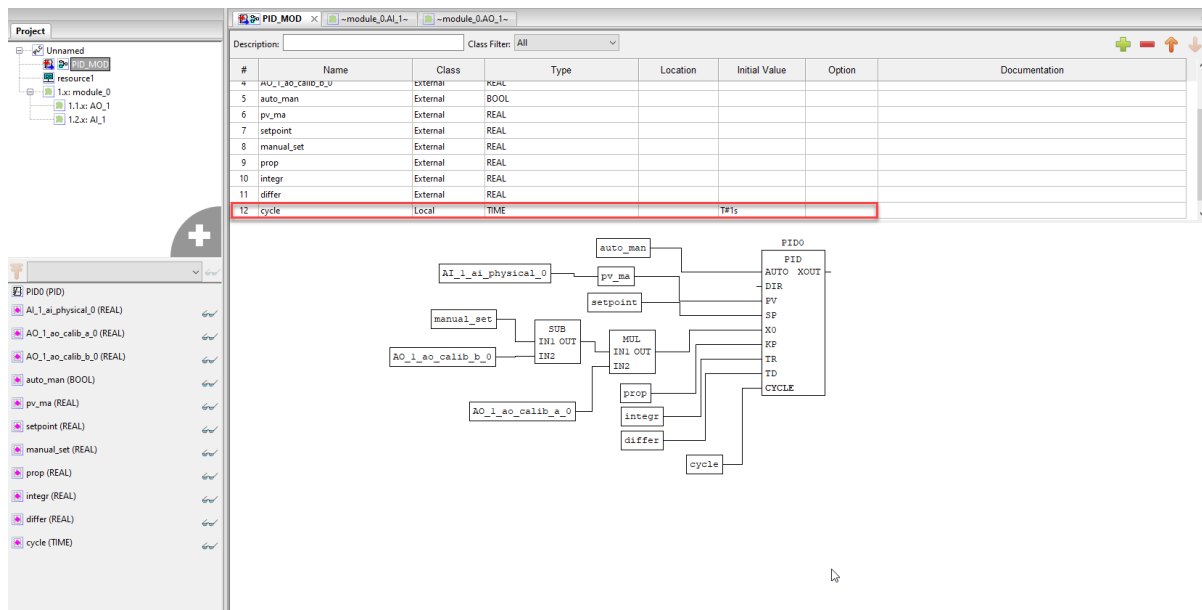 Project
Unnamed
PID_MOD
resource1
1.x: module_0
1.1.x: AO_1
1.2.x: AI_1
PID0 (PID)
AI_1_ai_physical_0 (REAL)
AO_1_ao_calib_a_0 (REAL)
AO_1_ao_calib_b_0 (REAL)
auto_man (BOOL)
pv_ma (REAL)
setpoint (REAL)
manual_set (REAL)
prop (REAL)
integr (REAL)
differ (REAL)
cycle (TIME)
PID_MOD ~module_0.AI_1~ ~module_0.AO_1~
Description: Class Filter: All
# Name Class Type Location Initial Value Option Documentation
4 AO_1_ao_calib_b_0 External REAL
5 auto_man External BOOL
6 pv_ma External REAL
7 setpoint External REAL
8 manual_set External REAL
9 prop External REAL
10 integr External REAL
11 differ External REAL
12 cycle Local TIME T#1s
PID0
auto_man
PID
AUTO XOUT
AI_1_ai_physical_0
pv_ma
DIR
setpoint
PV
SP
manual_set
SUB
IN1 OUT
IN2
AO_1_ao_calib_b_0
MUL
IN1 OUT
IN2
X0
KP
TR
TD
CYCLE
prop
AO_1_ao_calib_a_0
integr
differ
cycle